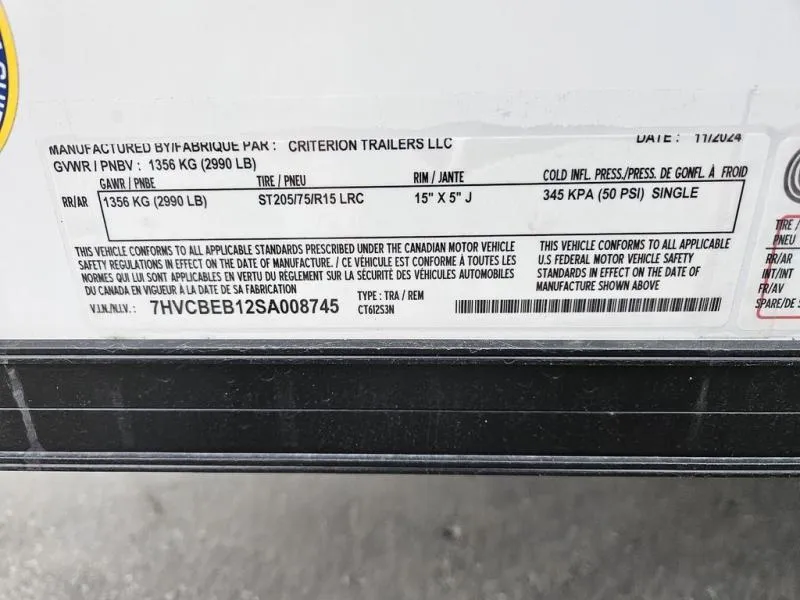 MANUFACTURED BY/FABRIQUE PAR : CRITERION TRAILERS LLC DATE : 11/2024
GVWR / PNBV : 1356 KG (2990 LB)
GAWR / PNBE TIRE / PNEU RIM / JANTE COLD INFL. PRESS./PRESS. DE GONFL. À FROID
RR/AR 1356 KG (2990 LB) ST205/75/R15 LRC 15" X 5" J 345 KPA (50 PSI) SINGLE
THIS VEHICLE CONFORMS TO ALL APPLICABLE STANDARDS PRESCRIBED UNDER THE CANADIAN MOTOR VEHICLE
SAFETY REGULATIONS IN EFFECT ON THE DATE OF MANUFACTURE. / CE VÉHICULE EST CONFORME À TOUTES LES
NORMES QUI LUI SONT APPLICABLES EN VERTU DU RÈGLEMENT SUR LA SÉCURITÉ DES VÉHICULES AUTOMOBILES
DU CANADA EN VIGUEUR À LA DATE DE SA FABRICATION
THIS VEHICLE CONFORMS TO ALL APPLICABLE
U.S FEDERAL MOTOR VEHICLE SAFETY
STANDARDS IN EFFECT ON THE DATE OF
MANUFACTURE SHOWN ABOVE
V.I.N./N.I.V. : 7HVCBEB12SA008745 TYPE : TRA / REM
CT612S3N
TIRE /
PNEU
RR/AR
INT/INT
FR/AV
SPARE/DE S